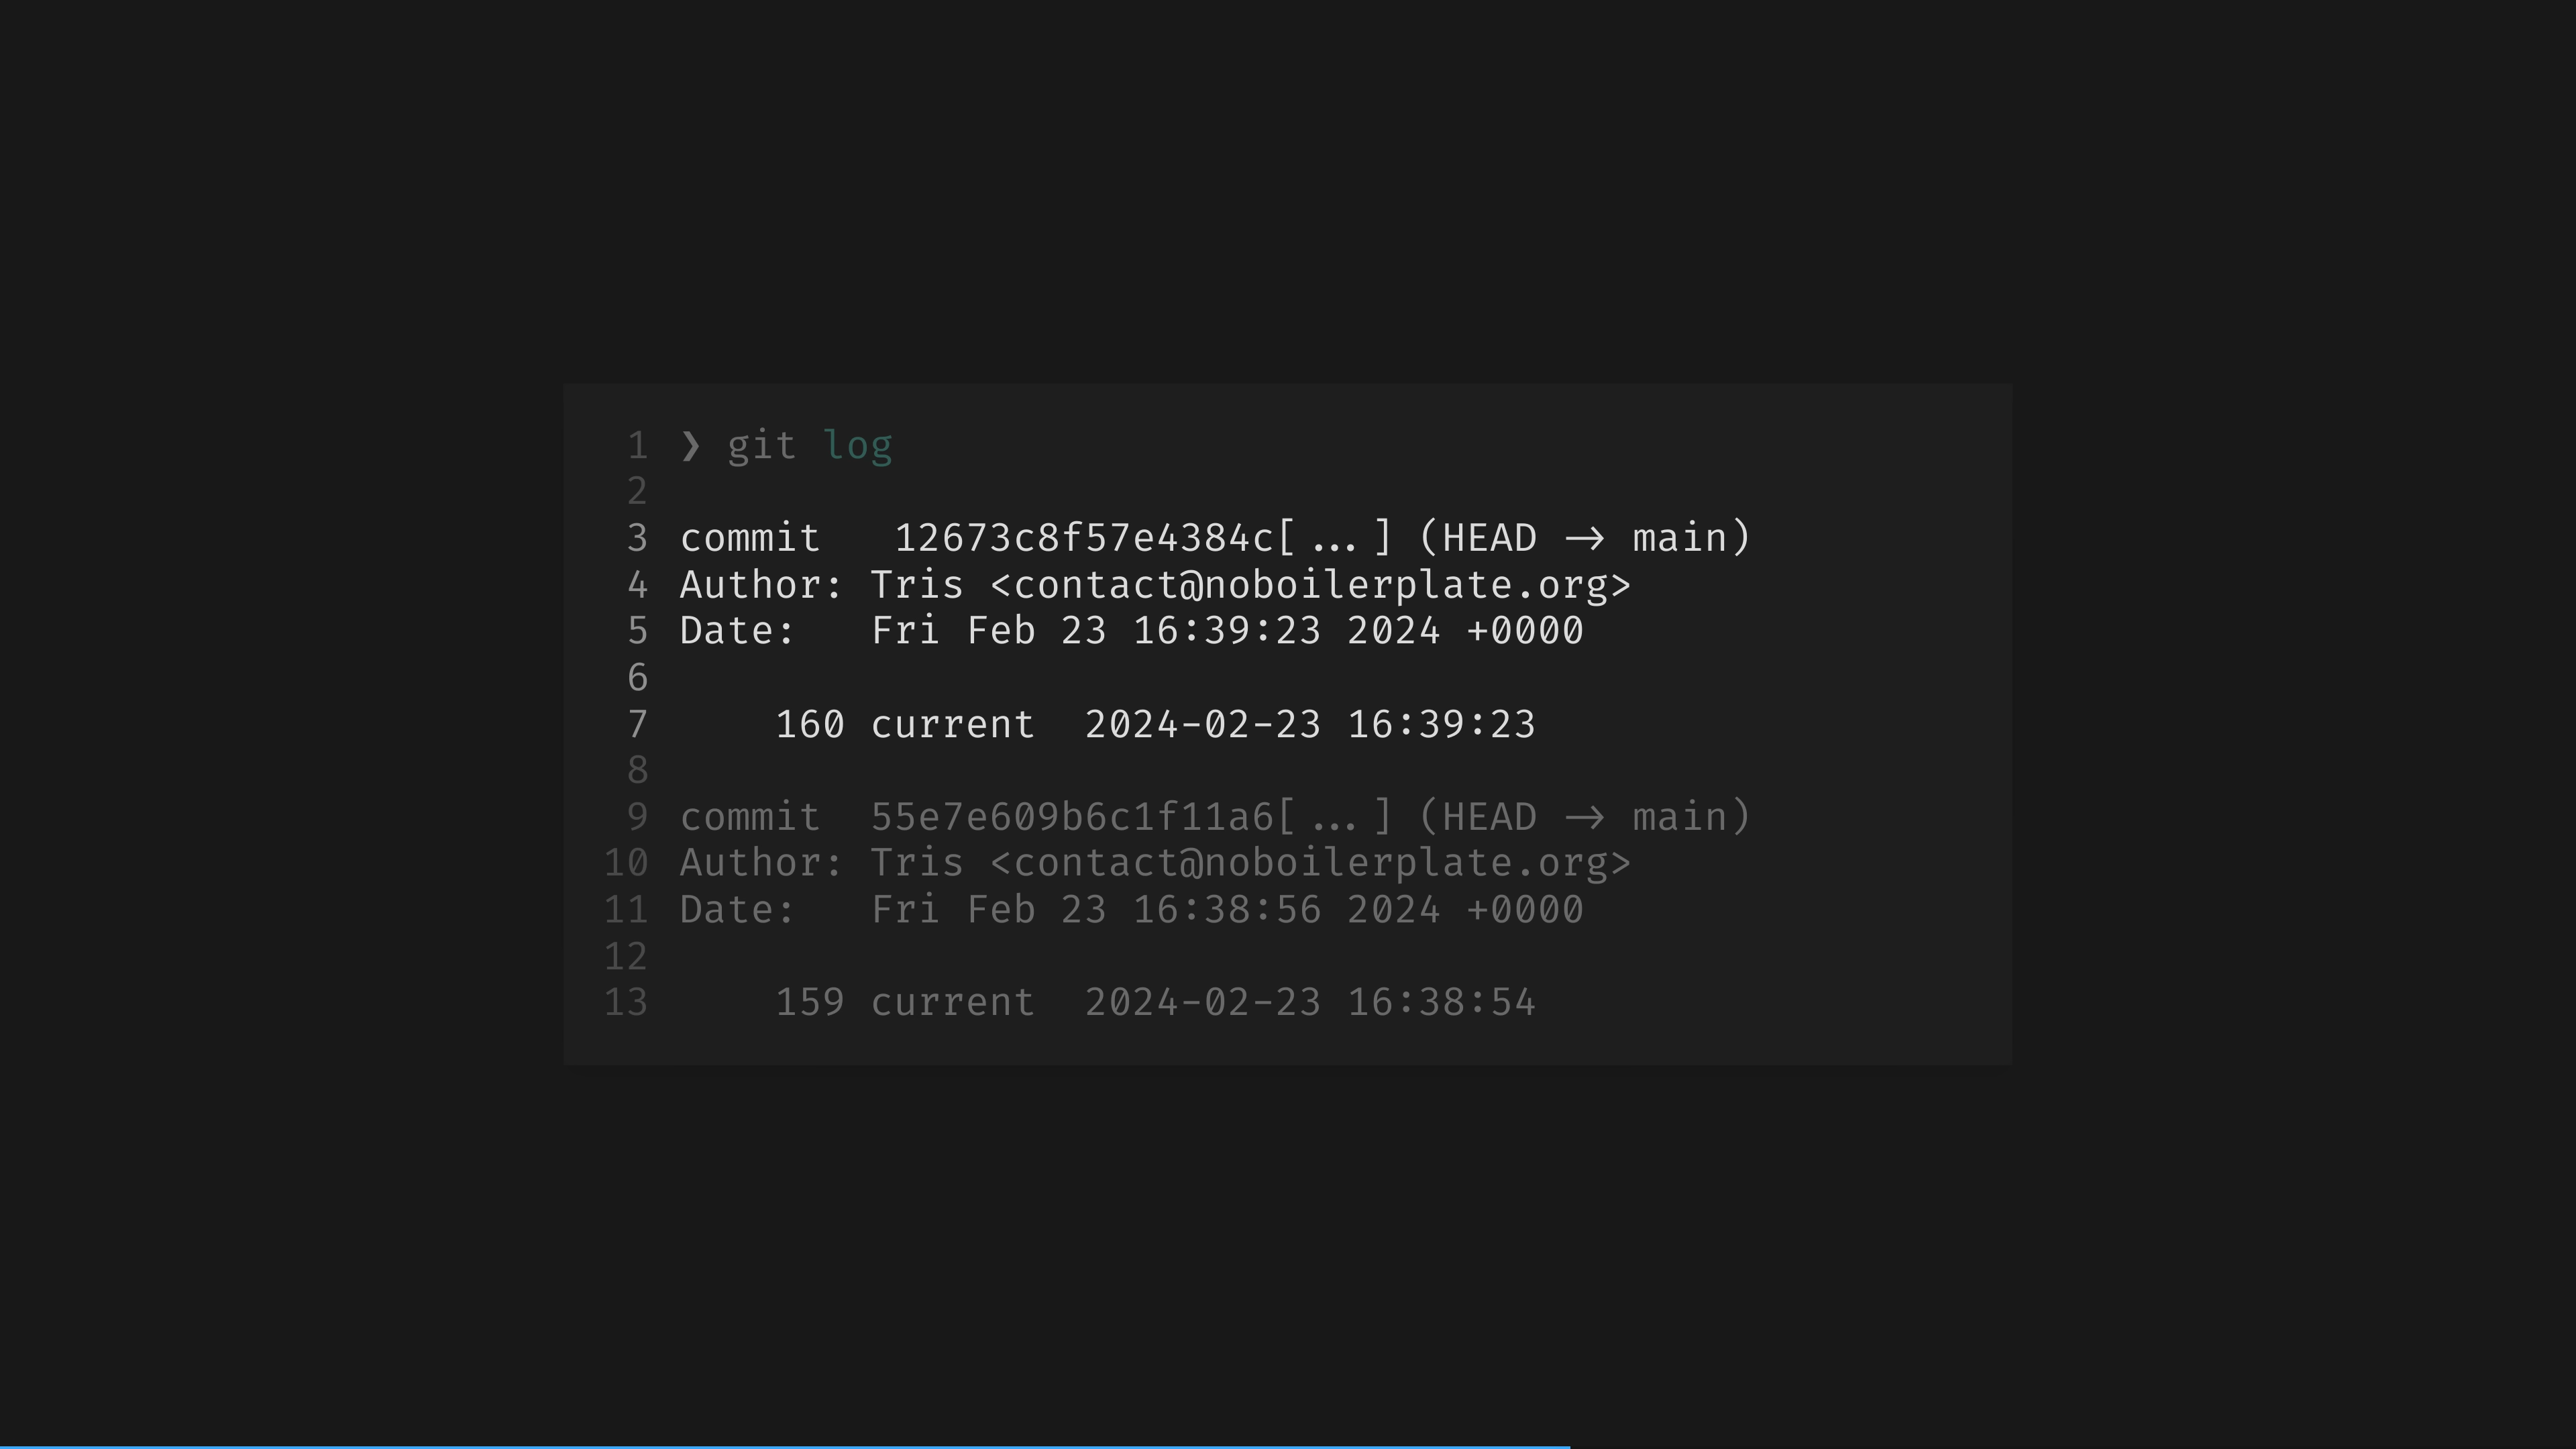 1 ❯ git log
2
3 commit   12673c8f57e4384c[...] (HEAD -> main)
4 Author: Tris <contact@noboilerplate.org>
5 Date:   Fri Feb 23 16:39:23 2024 +0000
6
7     160 current  2024-02-23 16:39:23
8
9 commit  55e7e609b6c1f11a6[...] (HEAD -> main)
10 Author: Tris <contact@noboilerplate.org>
11 Date:   Fri Feb 23 16:38:56 2024 +0000
12
13     159 current  2024-02-23 16:38:54